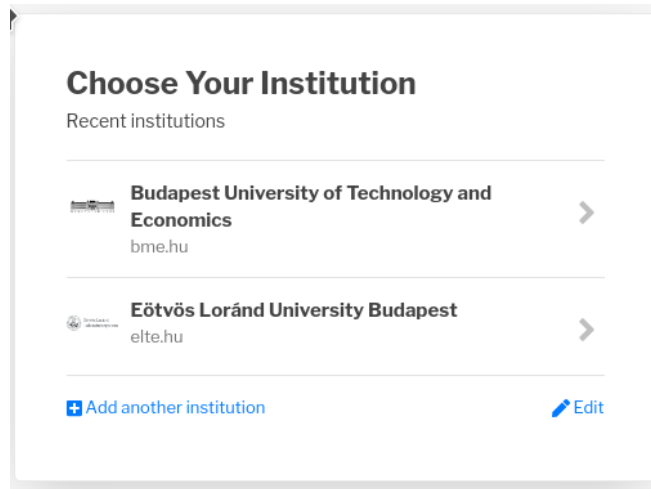 Choose Your Institution
Recent institutions
Budapest University of Technology and
Economics
bme.hu
Eötvös Loránd University Budapest
elte.hu
Add another institution
Edit